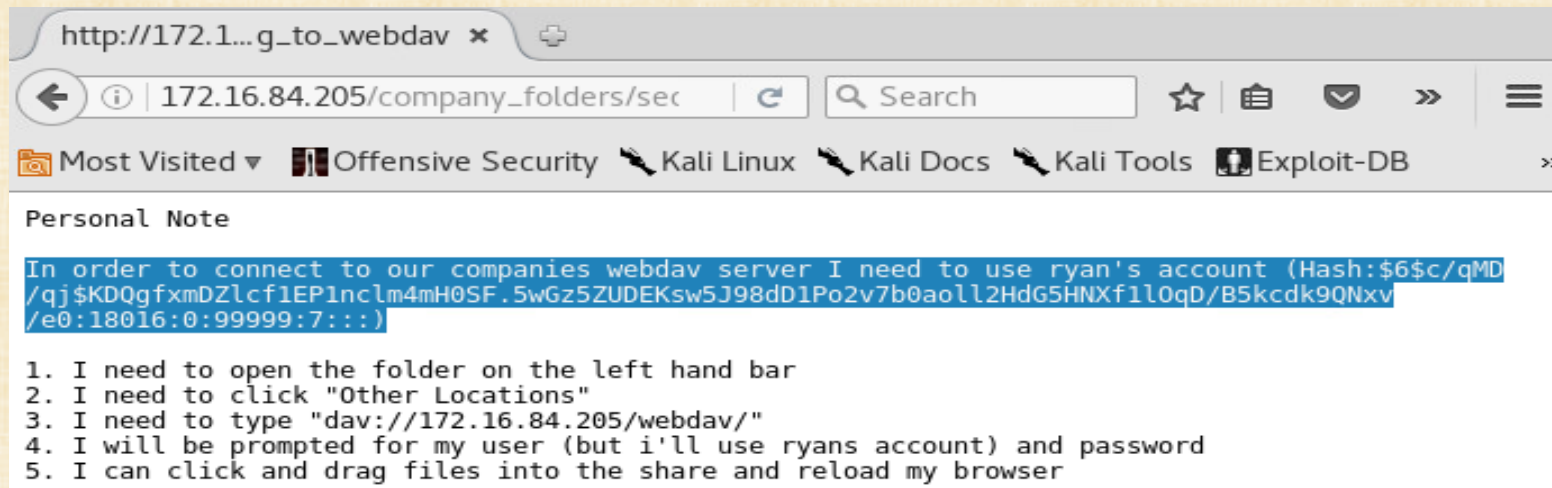 http://172.1...g_to_webdav
172.16.84.205/company_folders/sec
Search
Most Visited
Offensive Security
Kali Linux
Kali Docs
Kali Tools
Exploit-DB
Personal Note
In order to connect to our companies webdav server I need to use ryan's account (Hash:$6$c/qMD
/qj$KDQgfxmDZlcf1EP1nclm4mH0SF.5wGz5ZUDEKsw5J98dD1Po2v7b0aoll2HdG5HNXf1lOqD/B5kcdk9QNxv
/e0:18016:0:99999:7:::)
1. I need to open the folder on the left hand bar
2. I need to click "Other Locations"
3. I need to type "dav://172.16.84.205/webdav/"
4. I will be prompted for my user (but i'll use ryans account) and password
5. I can click and drag files into the share and reload my browser